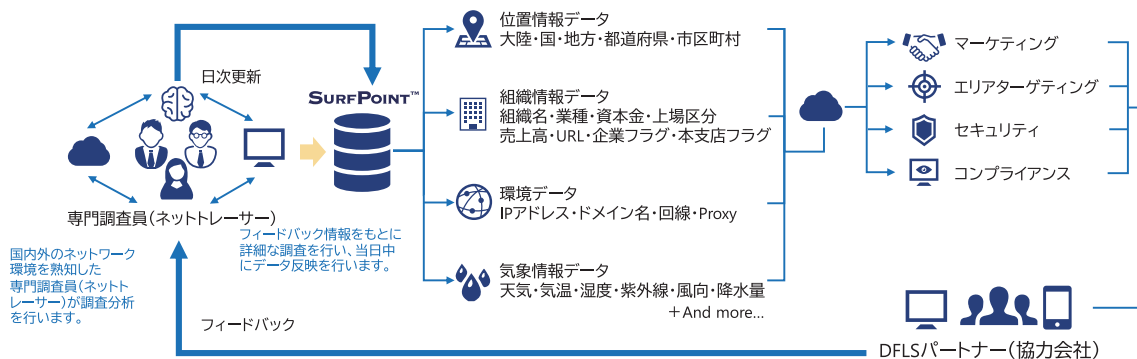 日次更新
SURFPOINT™
専門調査員(ネットトレーサー)
国内外のネットワーク
環境を熟知した
専門調査員(ネットト
レーサー)が調査分析
を行います。
フィードバック情報をもとに
詳細な調査を行い、当日中
にデータ反映を行います。
フィードバック
位置情報データ
大陸・国・地方・都道府県・市区町村
組織情報データ
組織名・業種・資本金・上場区分
売上高・URL・企業フラグ・本支店フラグ
環境データ
IPアドレス・ドメイン名・回線・Proxy
気象情報データ
天気・気温・湿度・紫外線・風向・降水量
+And more...
マーケティング
エリアターゲティング
セキュリティ
コンプライアンス
DFLSパートナー(協力会社)